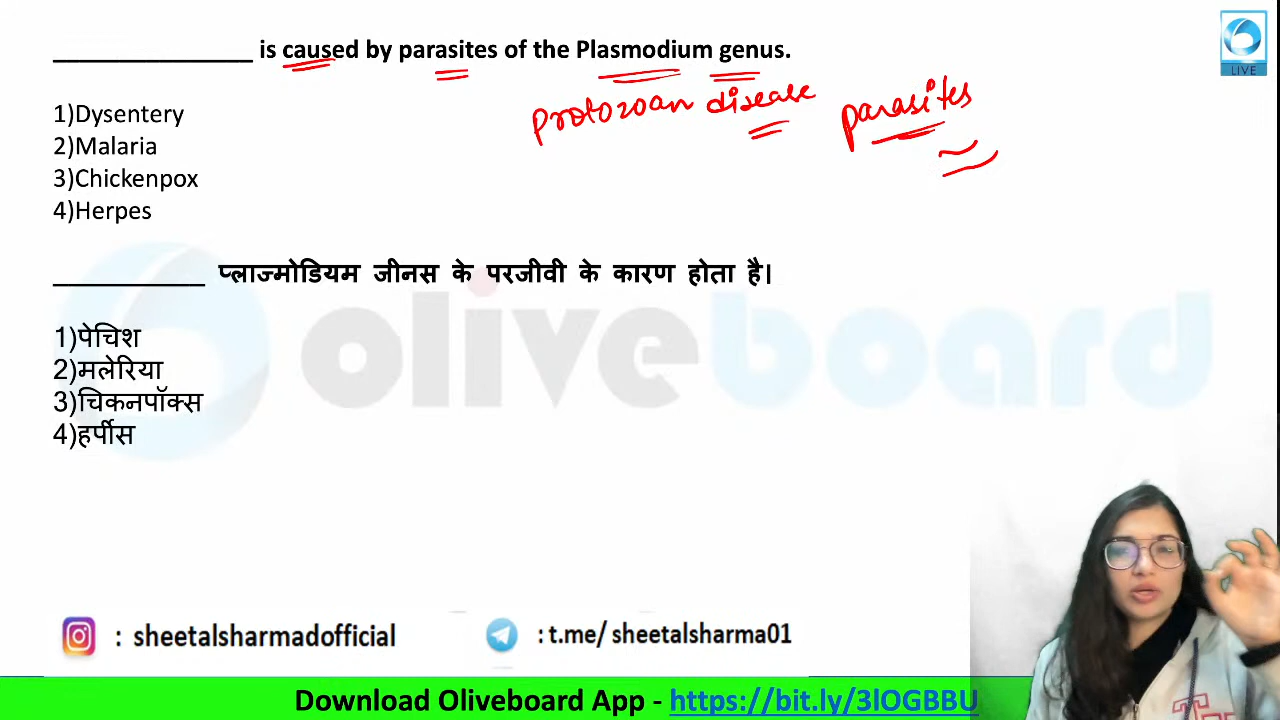 ______________ is caused by parasites of the Plasmodium genus.
protozoan disease parasites
1)Dysentery
2)Malaria
3)Chickenpox
4)Herpes
__________ प्लाज्मोडियम जीनस के परजीवी के कारण होता है।
1)पेचिश
2)मलेरिया
3)चिकनपॉक्स
4)हर्पीस
oliveboard
LIVE
: sheetalsharmadofficial
: t.me/ sheetalsharma01
Download Oliveboard App - https://bit.ly/3lOGBBU